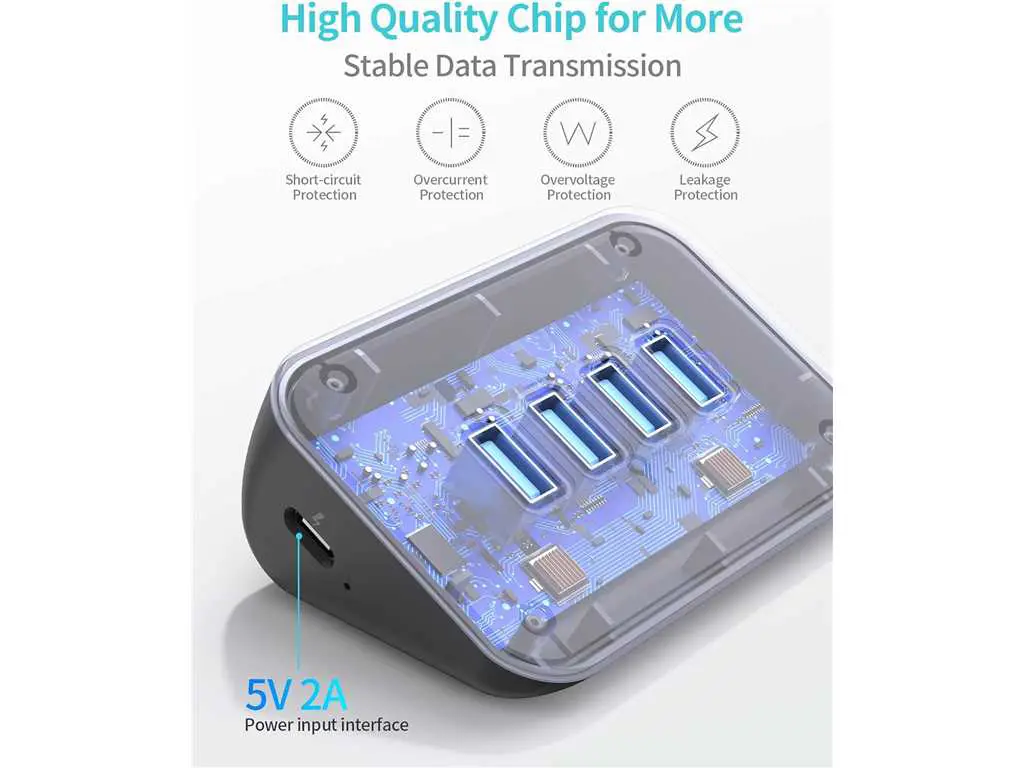 High Quality Chip for More
Stable Data Transmission
Short-circuit
Protection
Overcurrent
Protection
Overvoltage
Protection
Leakage
Protection
5V 2A
Power input interface